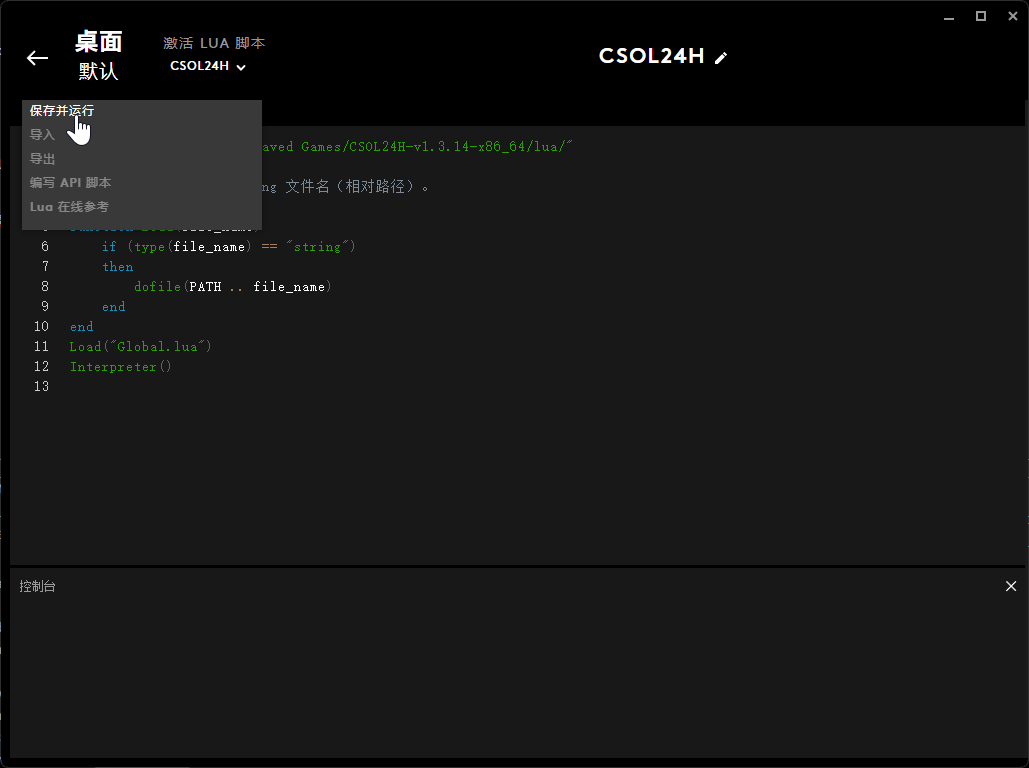 桌面
默认
激活 LUA 脚本
CSOL24H
CSOL24H
保存并运行
导入
导出
编写 API 脚本
Lua 在线参考
aved Games/CSOL24H-v1.3.14-x86_64/lua/"
ng 文件名（相对路径）。
6 if (type(file_name) == "string")
7 then
8 dofile(PATH .. file_name)
9 end
10 end
11 Load("Global.lua")
12 Interpreter()
13
控制台